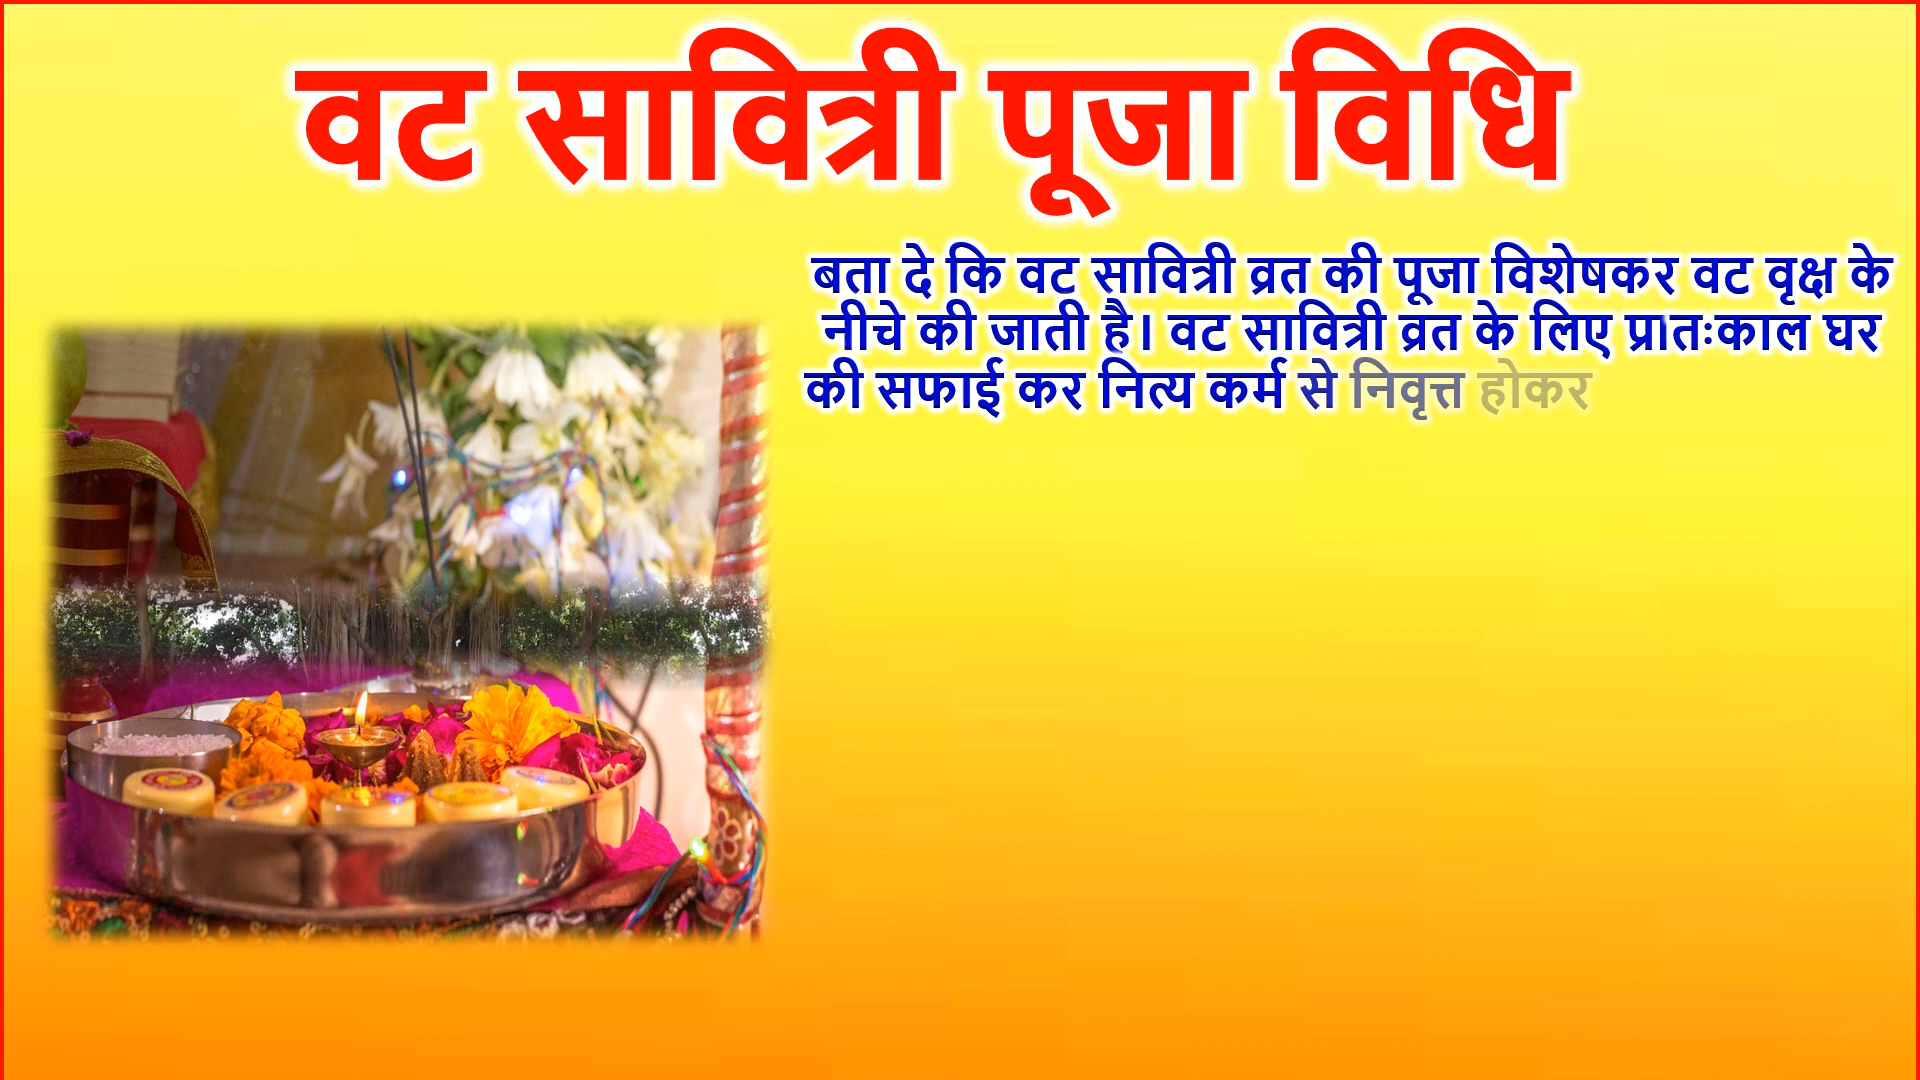 वट सावित्री पूजा विधि
बता दे कि वट सावित्री व्रत की पूजा विशेषकर वट वृक्ष के
नीचे की जाती है। वट सावित्री व्रत के लिए प्रातःकाल घर
की सफाई कर नित्य कर्म से निवृत्त होकर